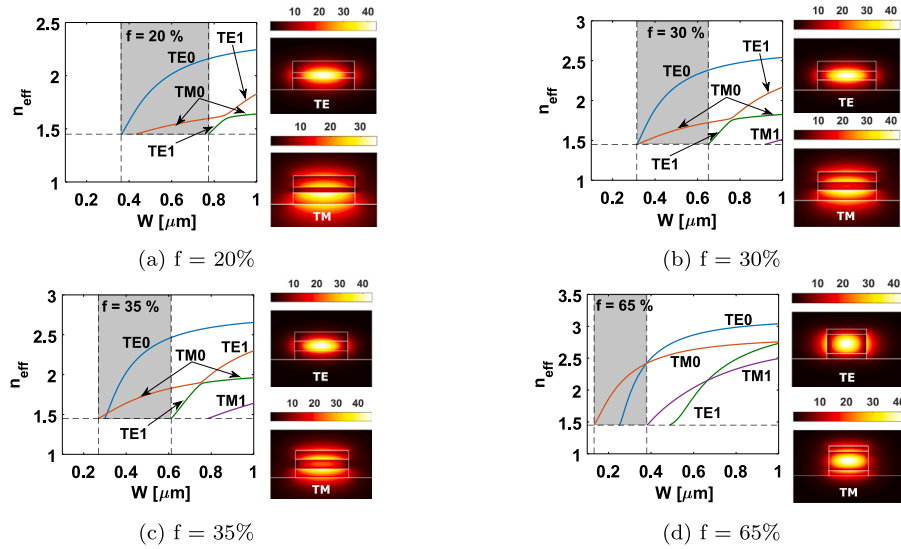 2.5
2
1.5
1
n_eff
f = 20 %
TE0
TE1
TM0
TE1
0.2 0.4 0.6 0.8 1
W [μm]
10 20 30 40
TE
10 20 30
TM
(a) f = 20%
3
2.5
2
1.5
1
n_eff
f = 30 %
TE0
TE1
TM0
TE1
TM1
0.2 0.4 0.6 0.8 1
W [μm]
10 20 30 40
TE
10 20 30 40
TM
(b) f = 30%
3
2.5
2
1.5
1
n_eff
f = 35 %
TE0
TE1
TM0
TE1
TM1
0.2 0.4 0.6 0.8 1
W [μm]
10 20 30 40
TE
10 20 30 40
TM
(c) f = 35%
3.5
3
2.5
2
1.5
1
n_eff
f = 65 %
TE0
TM0
TM1
TE1
0.2 0.4 0.6 0.8 1
W [μm]
10 20 30 40
TE
10 20 30 40
TM
(d) f = 65%